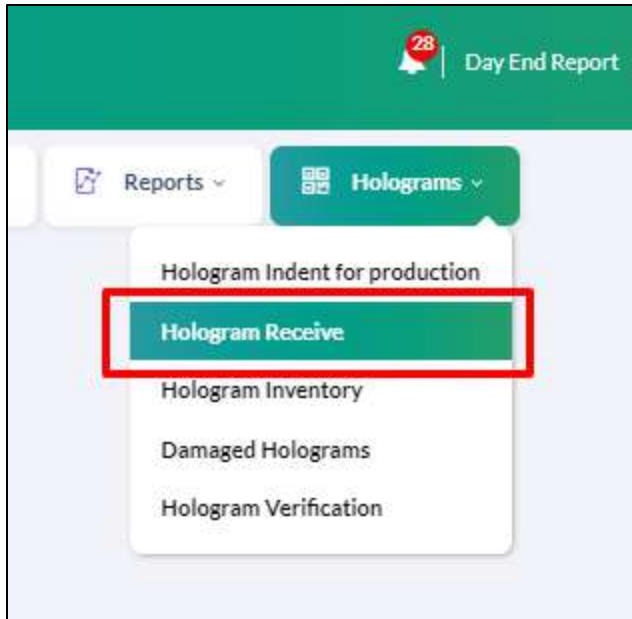 28
Day End Report
Reports
Holograms
Hologram Indent for production
Hologram Receive
Hologram Inventory
Damaged Holograms
Hologram Verification